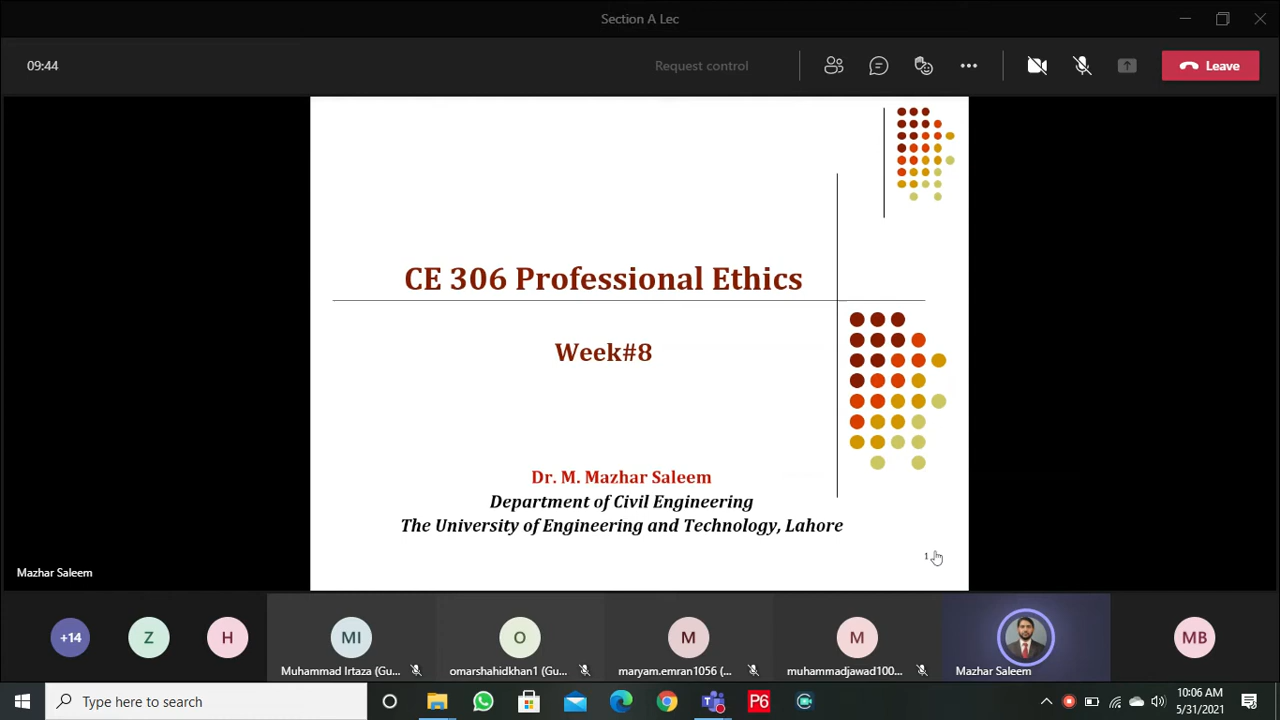 Section A Lec
09:44
Request control
Leave
CE 306 Professional Ethics
Week#8
Dr. M. Mazhar Saleem
Department of Civil Engineering
The University of Engineering and Technology, Lahore
1
Mazhar Saleem
+14
Z
H
MI
O
M
M
MB
Muhammad Irtaza (Gu...
omarshahidkhan1 (Gu...
maryam.emran1056 (...
muhammadjawad100...
Mazhar Saleem
Type here to search
P6
10:06 AM
5/31/2021